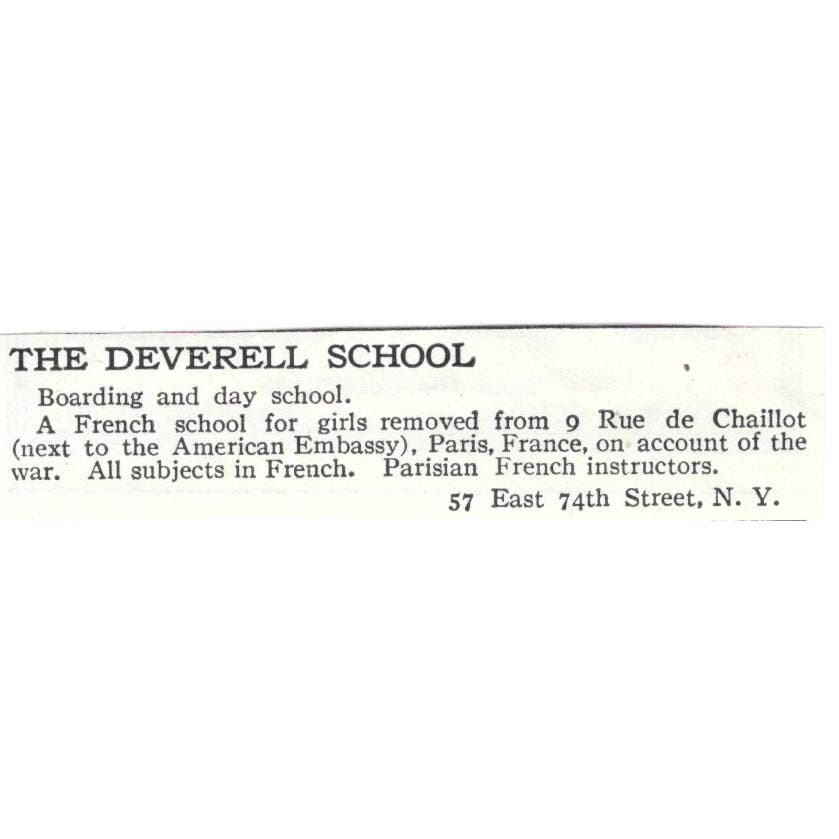 THE DEVERELL SCHOOL
Boarding and day school.
A French school for girls removed from 9 Rue de Chaillot
(next to the American Embassy), Paris, France, on account of the
war. All subjects in French. Parisian French instructors.
57 East 74th Street, N. Y.